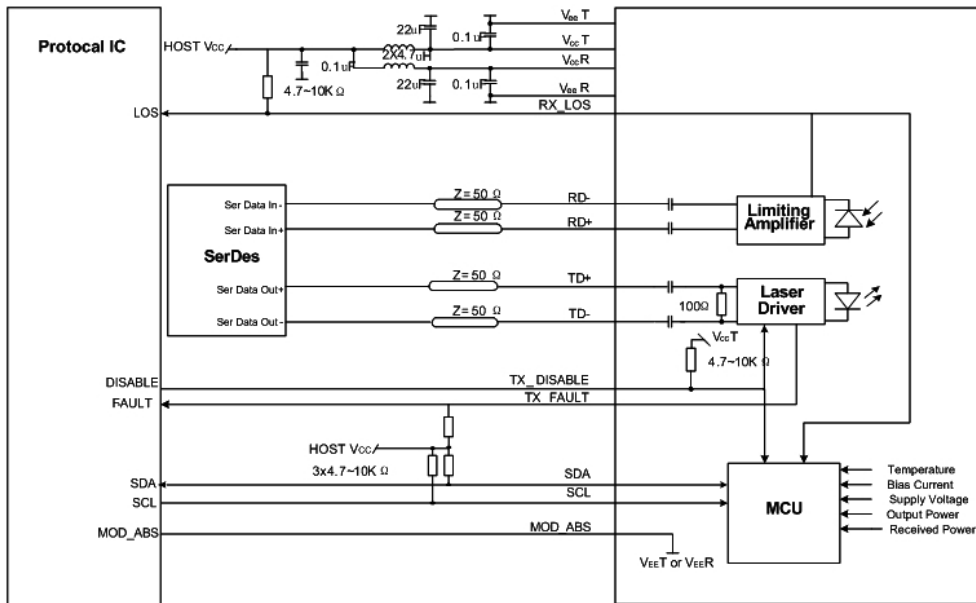 Protocal IC
HOST Vcc
22uF
0.1uF
VeeT
VccT
2X4.7uH
0.1uF
VccR
4.7~10K Ω
22uF
0.1uF
VeeR
LOS
RX_LOS
Ser Data In-
Z=50 Ω
RD-
Limiting
Amplifier
Ser Data In+
Z=50 Ω
RD+
SerDes
Ser Data Out+
Z=50 Ω
TD+
Laser
Driver
100Ω
Ser Data Out-
Z=50 Ω
TD-
VccT
4.7~10K Ω
DISABLE
TX_DISABLE
FAULT
TX_FAULT
HOST Vcc
3x4.7~10K Ω
SDA
SDA
SCL
SCL
MCU
Temperature
Bias Current
Supply Voltage
Output Power
Received Power
MOD_ABS
MOD_ABS
VEET or VEER